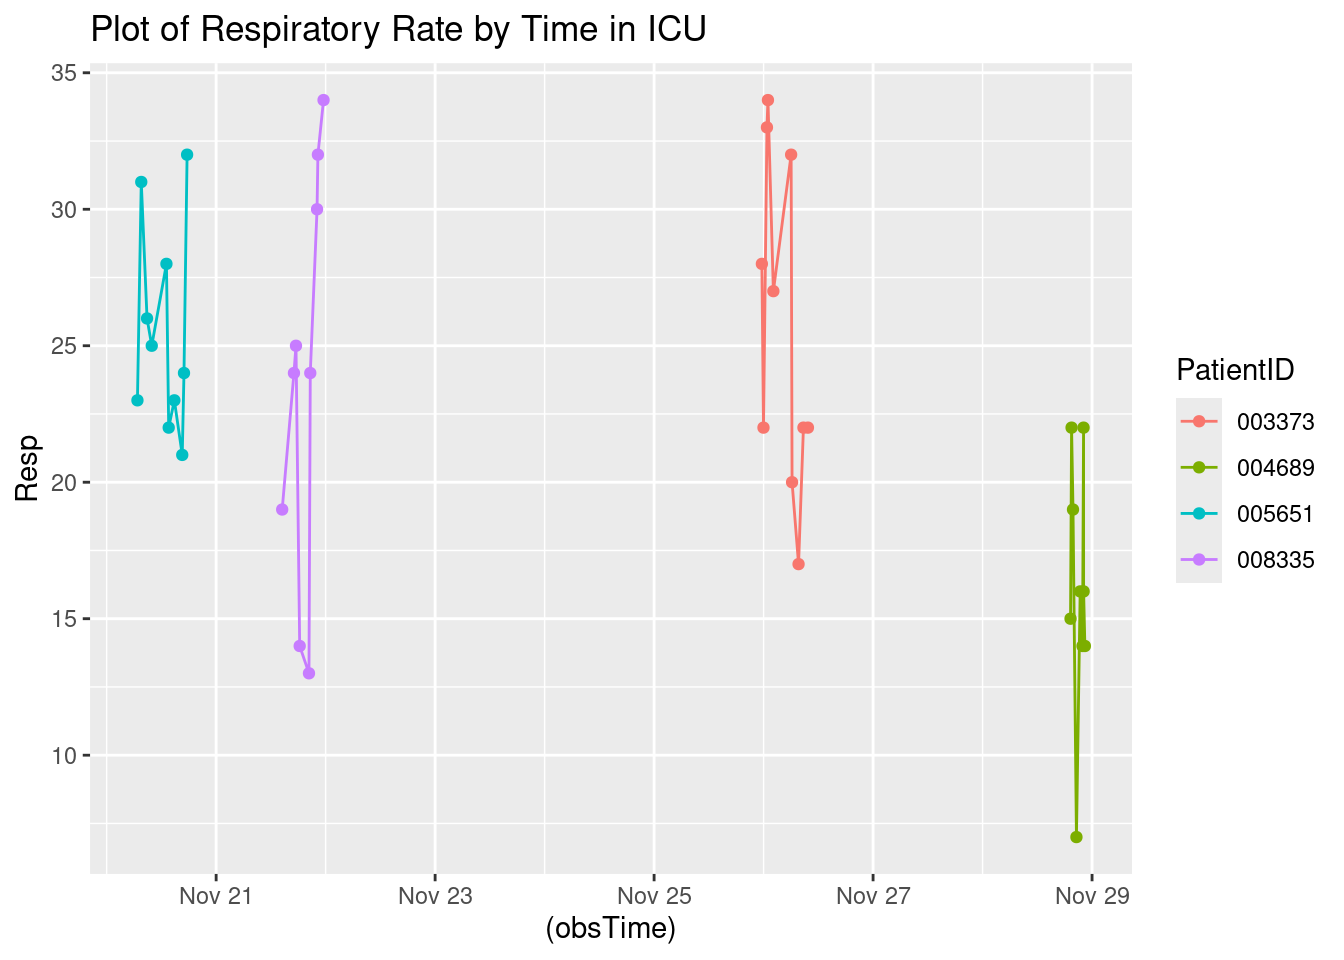 Plot of Respiratory Rate by Time in ICU
35
30
25
20
15
10
Resp
Nov 21 Nov 23 Nov 25 Nov 27 Nov 29
(obsTime)
PatientID
003373
004689
005651
008335